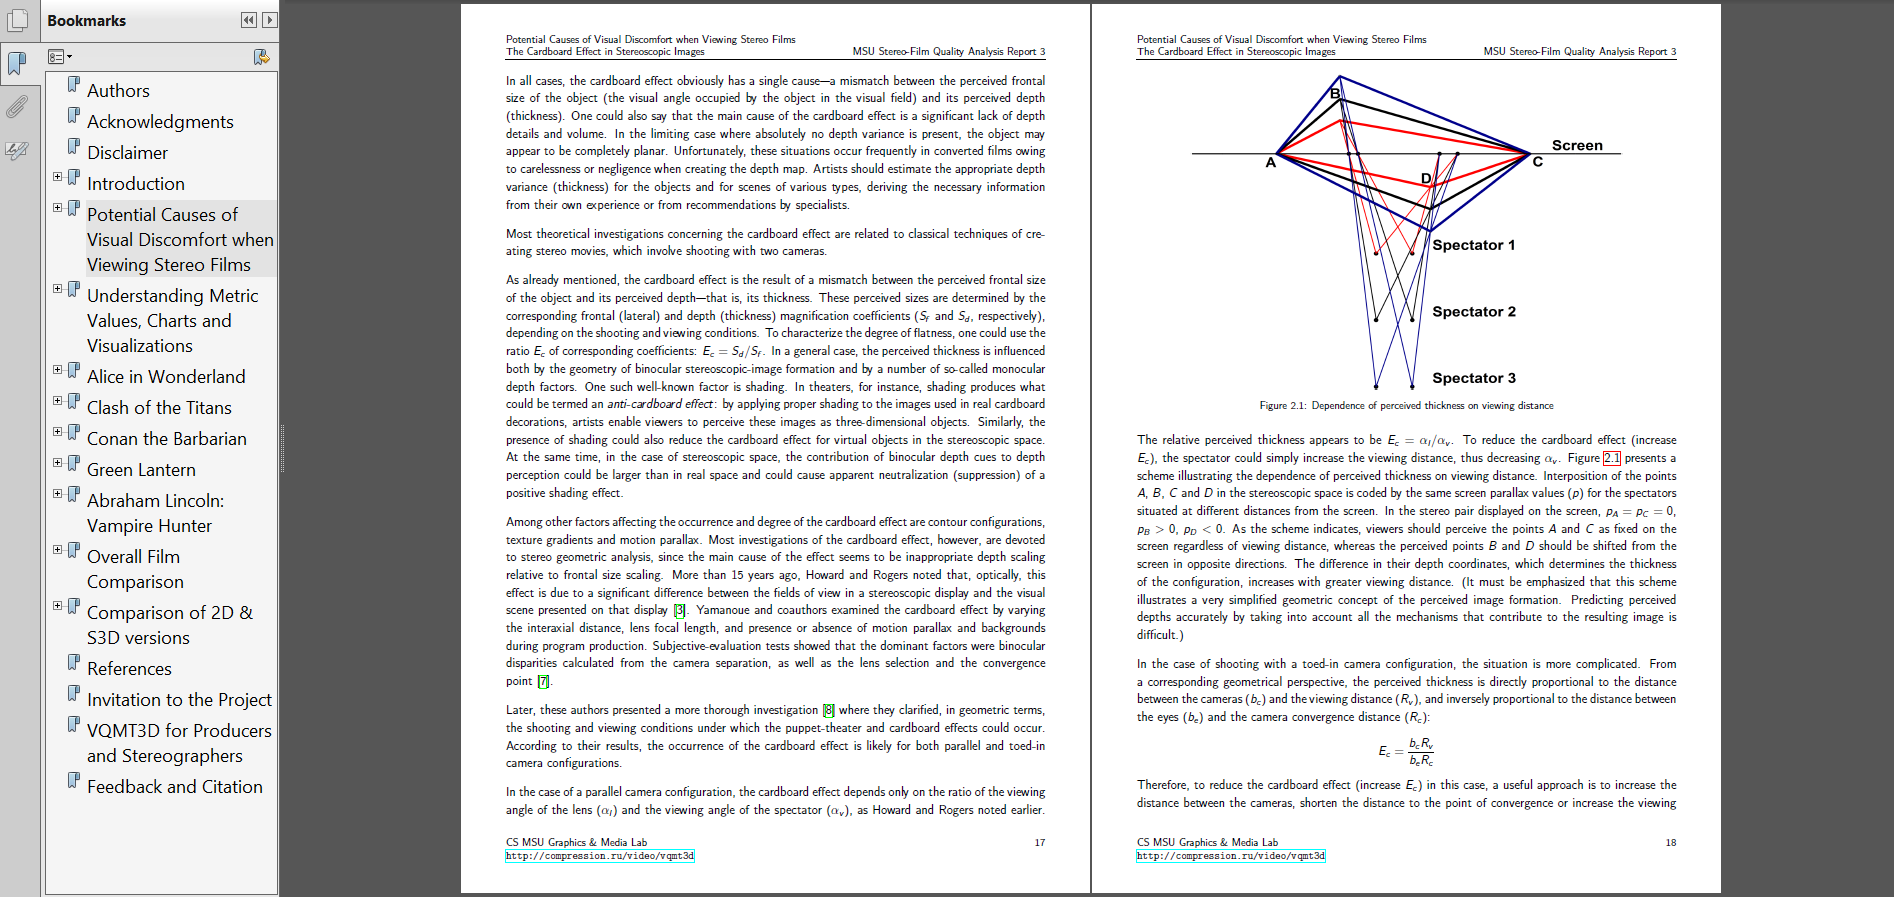 Bookmarks
Authors
Acknowledgments
Disclaimer
Introduction
Potential Causes of
Visual Discomfort when
Viewing Stereo Films
Understanding Metric
Values, Charts and
Visualizations
Alice in Wonderland
Clash of the Titans
Conan the Barbarian
Green Lantern
Abraham Lincoln:
Vampire Hunter
Overall Film
Comparison
Comparison of 2D &
S3D versions
References
Invitation to the Project
VQMT3D for Producers
and Stereographers
Feedback and Citation
Potential Causes of Visual Discomfort when Viewing Stereo Films
The Cardboard Effect in Stereoscopic Images MSU Stereo-Film Quality Analysis Report 3
In all cases, the cardboard effect obviously has a single cause—a mismatch between the perceived frontal
size of the object (the visual angle occupied by the object in the visual field) and its perceived depth
(thickness). One could also say that the main cause of the cardboard effect is a significant lack of depth
details and volume. In the limiting case where absolutely no depth variance is present, the object may
appear to be completely planar. Unfortunately, these situations occur frequently in converted films owing
to carelessness or negligence when creating the depth map. Artists should estimate the appropriate depth
variance (thickness) for the objects and for scenes of various types, deriving the necessary information
from their own experience or from recommendations by specialists.
Most theoretical investigations concerning the cardboard effect are related to classical techniques of cre-
ating stereo movies, which involve shooting with two cameras.
As already mentioned, the cardboard effect is the result of a mismatch between the perceived frontal size
of the object and its perceived depth—that is, its thickness. These perceived sizes are determined by the
corresponding frontal (lateral) and depth (thickness) magnification coefficients (Sf and Sd, respectively),
depending on the shooting and viewing conditions. To characterize the degree of flatness, one could use the
ratio Ec of corresponding coefficients: Ec = Sd/Sf. In a general case, the perceived thickness is influenced
both by the geometry of binocular stereoscopic-image formation and by a number of so-called monocular
depth factors. One such well-known factor is shading. In theaters, for instance, shading produces what
could be termed an anti-cardboard effect: by applying proper shading to the images used in real cardboard
decorations, artists enable viewers to perceive these images as three-dimensional objects. Similarly, the
presence of shading could also reduce the cardboard effect for virtual objects in the stereoscopic space.
At the same time, in the case of stereoscopic space, the contribution of binocular depth cues to depth
perception could be larger than in real space and could cause apparent neutralization (suppression) of a
positive shading effect.
Among other factors affecting the occurrence and degree of the cardboard effect are contour configurations,
texture gradients and motion parallax. Most investigations of the cardboard effect, however, are devoted
to stereo geometric analysis, since the main cause of the effect seems to be inappropriate depth scaling
relative to frontal size scaling. More than 15 years ago, Howard and Rogers noted that, optically, this
effect is due to a significant difference between the fields of view in a stereoscopic display and the visual
scene presented on that display [3]. Yamanoue and coauthors examined the cardboard effect by varying
the interaxial distance, lens focal length, and presence or absence of motion parallax and backgrounds
during program production. Subjective-evaluation tests showed that the dominant factors were binocular
disparities calculated from the camera separation, as well as the lens selection and the convergence
point [7].
Later, these authors presented a more thorough investigation [8] where they clarified, in geometric terms,
the shooting and viewing conditions under which the puppet-theater and cardboard effects could occur.
According to their results, the occurrence of the cardboard effect is likely for both parallel and toed-in
camera configurations.
In the case of a parallel camera configuration, the cardboard effect depends only on the ratio of the viewing
angle of the lens (αl) and the viewing angle of the spectator (αv), as Howard and Rogers noted earlier.
CS MSU Graphics & Media Lab 17
http://compression.ru/video/vqmt3d
Potential Causes of Visual Discomfort when Viewing Stereo Films
The Cardboard Effect in Stereoscopic Images MSU Stereo-Film Quality Analysis Report 3
B
Screen
A C
D
Spectator 1
Spectator 2
Spectator 3
Figure 2.1: Dependence of perceived thickness on viewing distance
The relative perceived thickness appears to be Ec = αl/αv. To reduce the cardboard effect (increase
Ec), the spectator could simply increase the viewing distance, thus decreasing αv. Figure 2.1 presents a
scheme illustrating the dependence of perceived thickness on viewing distance. Interposition of the points
A, B, C and D in the stereoscopic space is coded by the same screen parallax values (p) for the spectators
situated at different distances from the screen. In the stereo pair displayed on the screen, pA = pC = 0,
pB > 0, pD < 0. As the scheme indicates, viewers should perceive the points A and C as fixed on the
screen regardless of viewing distance, whereas the perceived points B and D should be shifted from the
screen in opposite directions. The difference in their depth coordinates, which determines the thickness
of the configuration, increases with greater viewing distance. (It must be emphasized that this scheme
illustrates a very simplified geometric concept of the perceived image formation. Predicting perceived
depths accurately by taking into account all the mechanisms that contribute to the resulting image is
difficult.)
In the case of shooting with a toed-in camera configuration, the situation is more complicated. From
a corresponding geometrical perspective, the perceived thickness is directly proportional to the distance
between the cameras (bc) and the viewing distance (Rv), and inversely proportional to the distance between
the eyes (be) and the camera convergence distance (Rc):
Ec = bcRv / beRc
Therefore, to reduce the cardboard effect (increase Ec) in this case, a useful approach is to increase the
distance between the cameras, shorten the distance to the point of convergence or increase the viewing
CS MSU Graphics & Media Lab 18
http://compression.ru/video/vqmt3d